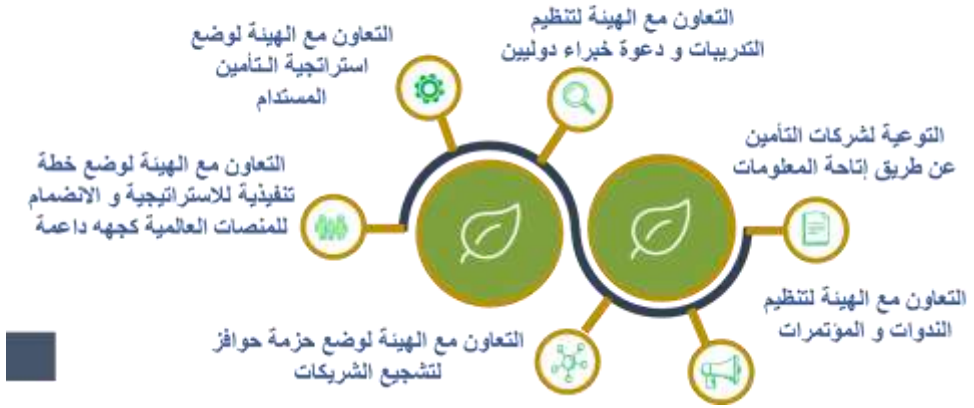 التعاون مع الهيئة لتنظيم
التدريبات و دعوة خبراء دوليين
التعاون مع الهيئة لوضع
استراتجية التأمين
المستدام
التوعية لشركات التأمين
عن طريق إتاحة المعلومات
التعاون مع الهيئة لوضع خطة
تنفيذية للاستراتيجية و الانضمام
للمنصات العالمية كجهه داعمة
التعاون مع الهيئة لتنظيم
الندوات و المؤتمرات
التعاون مع الهيئة لوضع حزمة حوافز
لتشجيع الشريكات